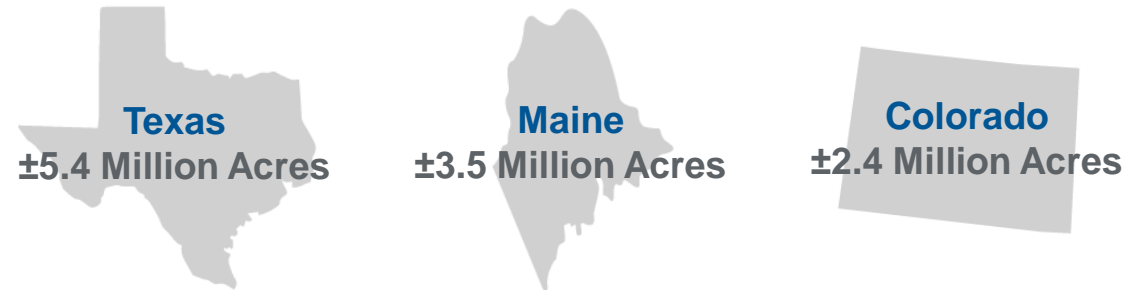 Texas
±5.4 Million Acres
Maine
±3.5 Million Acres
Colorado
±2.4 Million Acres